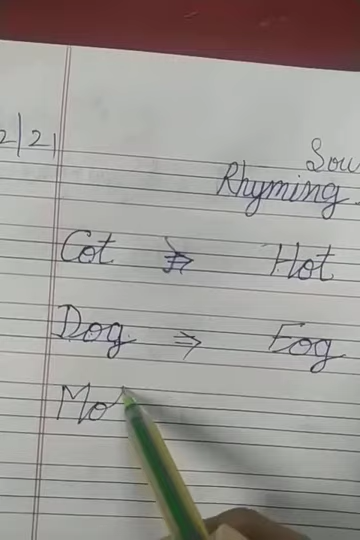 2/21
Sou
Rhyming
Cot ⇒ Hot
Dog ⇒ Fog
Mo